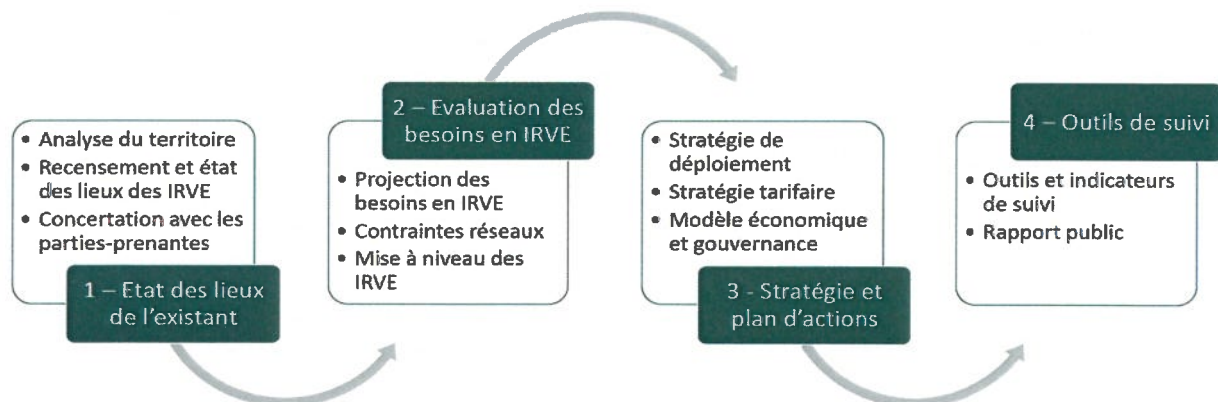 • Analyse du territoire
• Recensement et état
des lieux des IRVE
• Concertation avec les
parties-prenantes
1 – Etat des lieux
de l'existant
2 – Evaluation des
besoins en IRVE
• Projection des
besoins en IRVE
• Contraintes réseaux
• Mise à niveau des
IRVE
• Stratégie de
déploiement
• Stratégie tarifaire
• Modèle économique
et gouvernance
3 - Stratégie et
plan d'actions
4 – Outils de suivi
• Outils et indicateurs
de suivi
• Rapport public